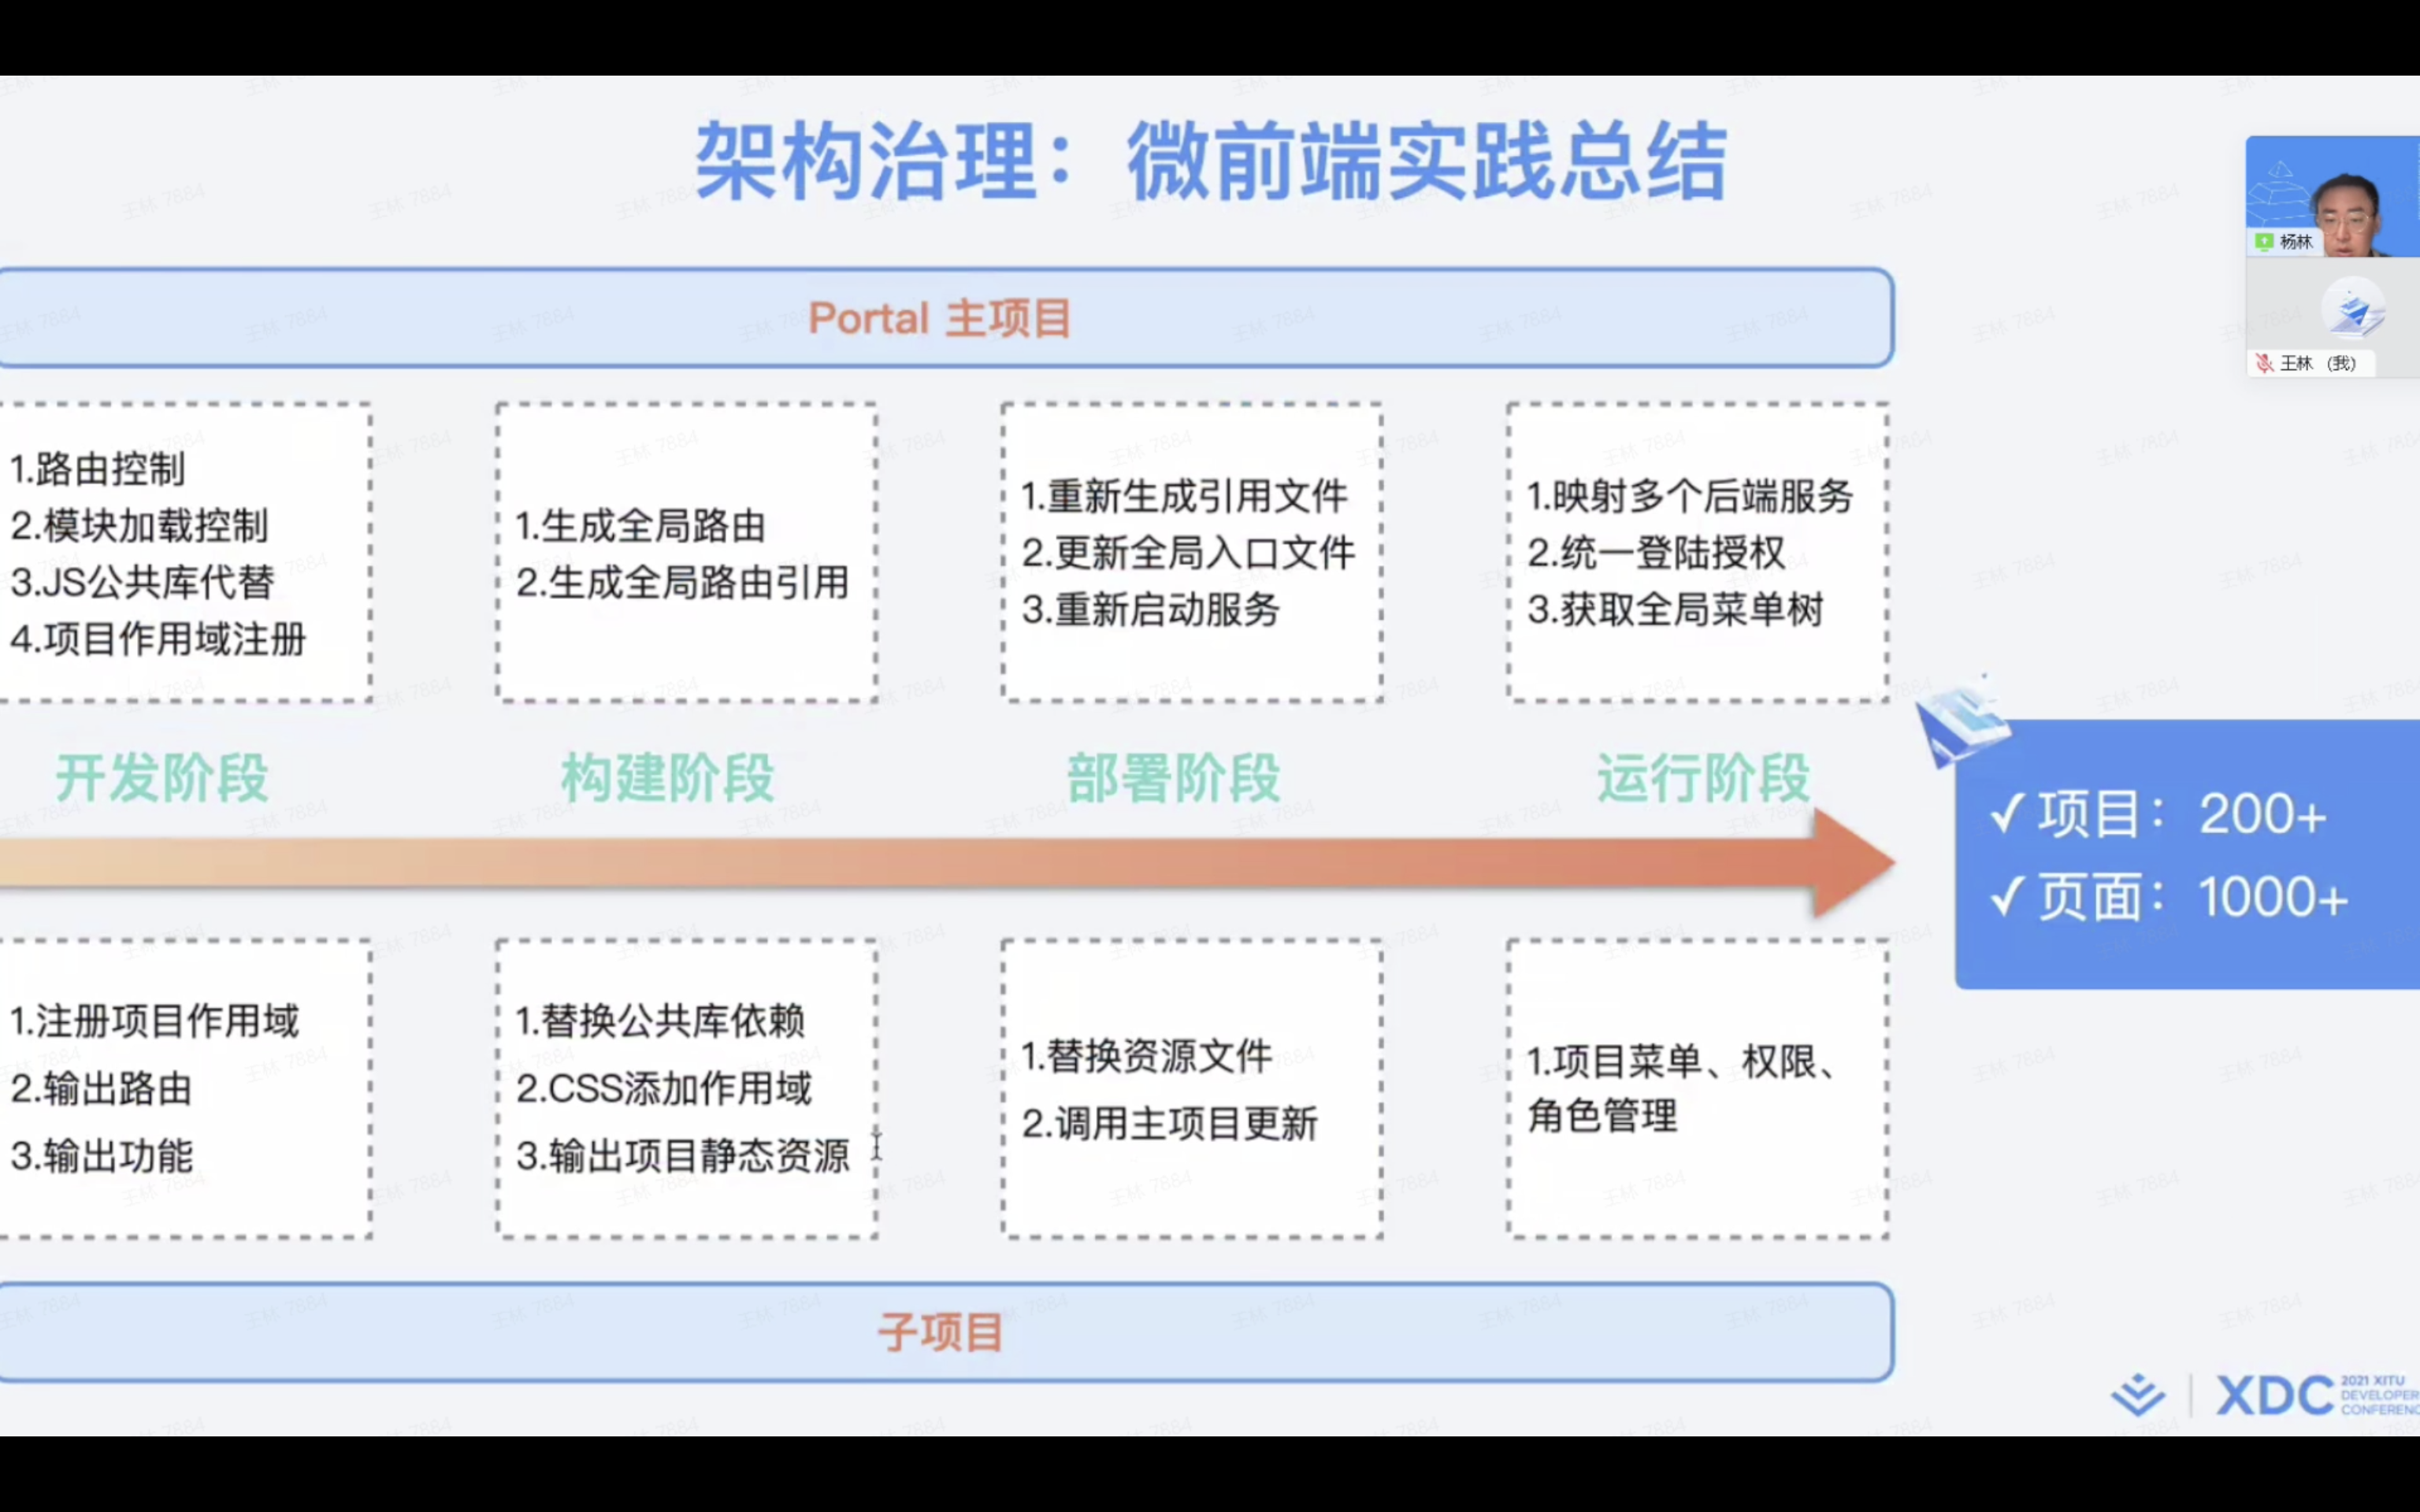 架构治理：微前端实践总结
杨林
王林 （我）
Portal 主项目
1.路由控制
2.模块加载控制
3.JS公共库代替
4.项目作用域注册
1.生成全局路由
2.生成全局路由引用
1.重新生成引用文件
2.更新全局入口文件
3.重新启动服务
1.映射多个后端服务
2.统一登陆授权
3.获取全局菜单树
开发阶段
构建阶段
部署阶段
运行阶段
✓ 项目：200+
✓ 页面：1000+
1.注册项目作用域
2.输出路由
3.输出功能
1.替换公共库依赖
2.CSS添加作用域
3.输出项目静态资源
1.替换资源文件
2.调用主项目更新
1.项目菜单、权限、
角色管理
子项目
XDC
2021 XITU
DEVELOPER
CONFERENC
王林 7884